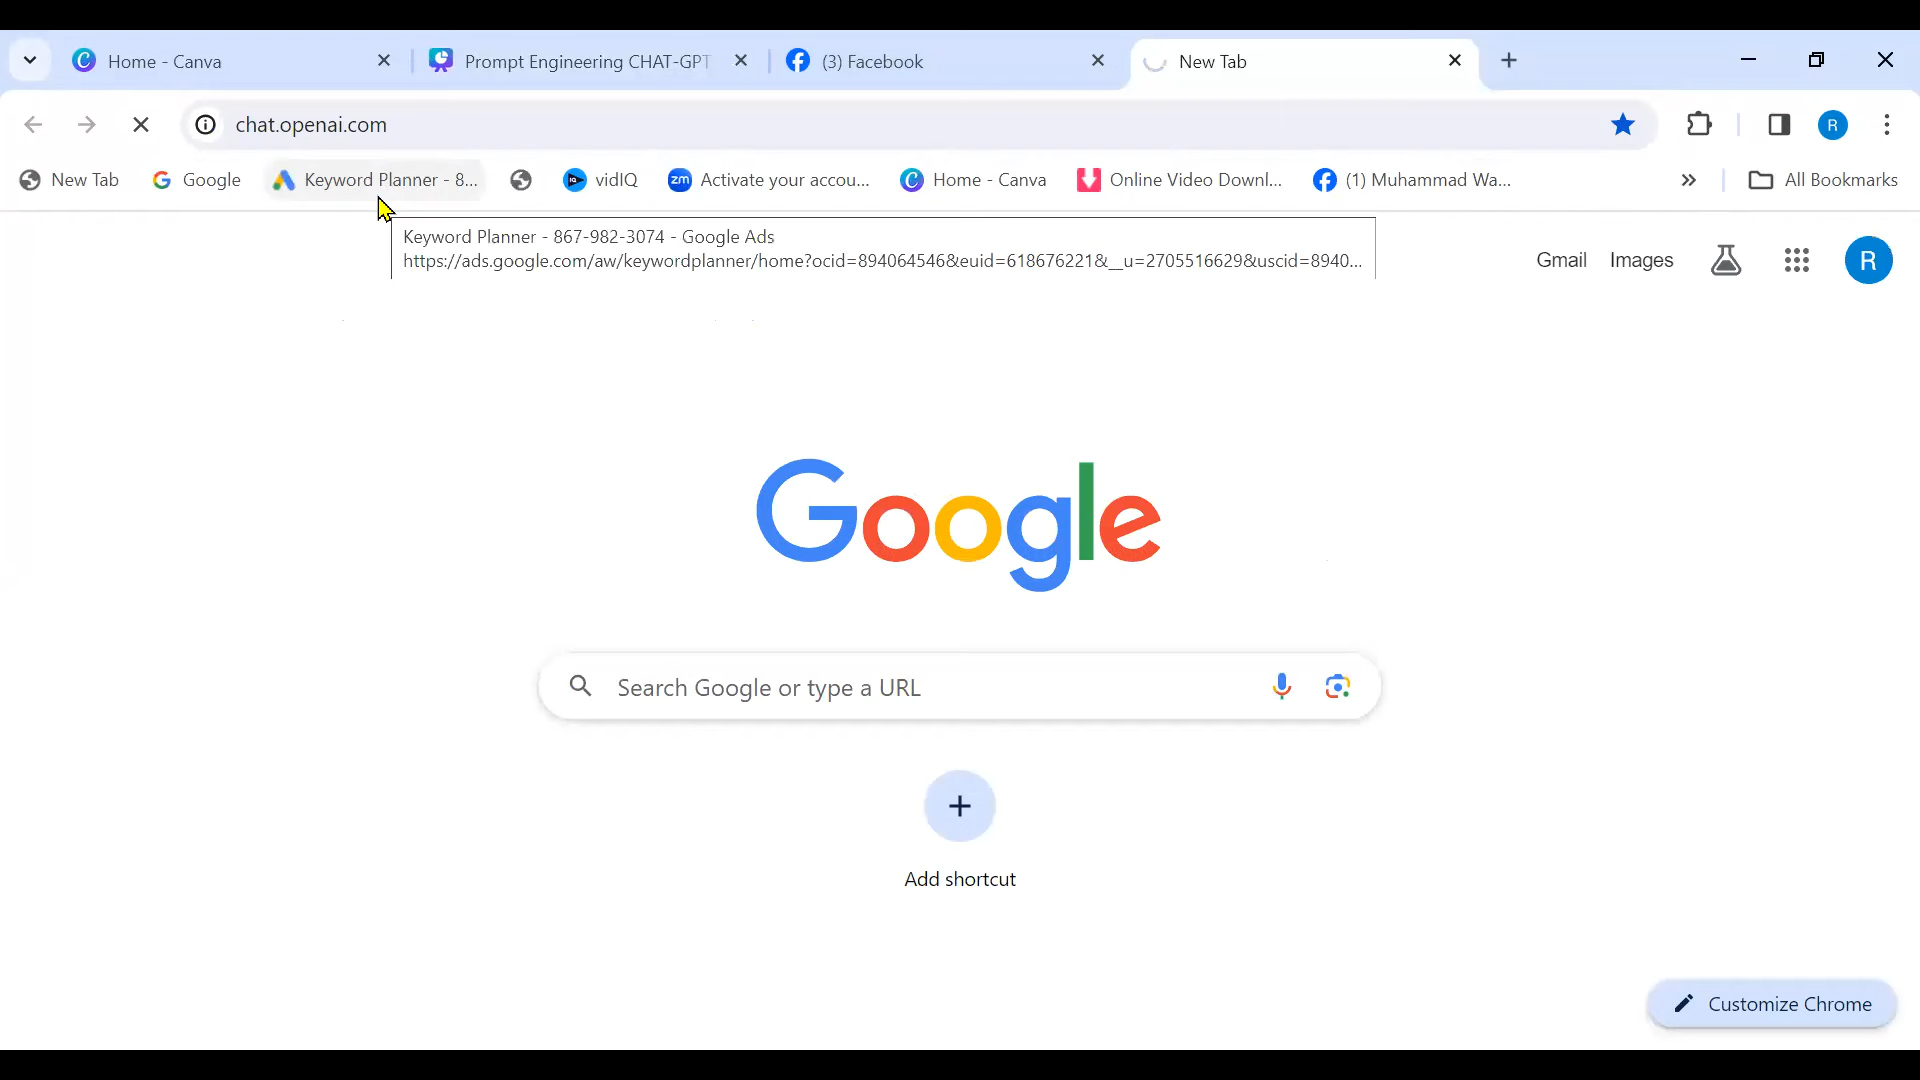 Home - Canva
Prompt Engineering CHAT-GPT
(3) Facebook
New Tab
chat.openai.com
R
New Tab
Google
Keyword Planner - 8...
vidIQ
zm Activate your accou...
Home - Canva
Online Video Downl...
(1) Muhammad Wa...
All Bookmarks
Keyword Planner - 867-982-3074 - Google Ads
https://ads.google.com/aw/keywordplanner/home?ocid=894064546&euid=618676221&__u=2705516629&uscid=8940...
Gmail
Images
R
Google
Search Google or type a URL
Add shortcut
Customize Chrome